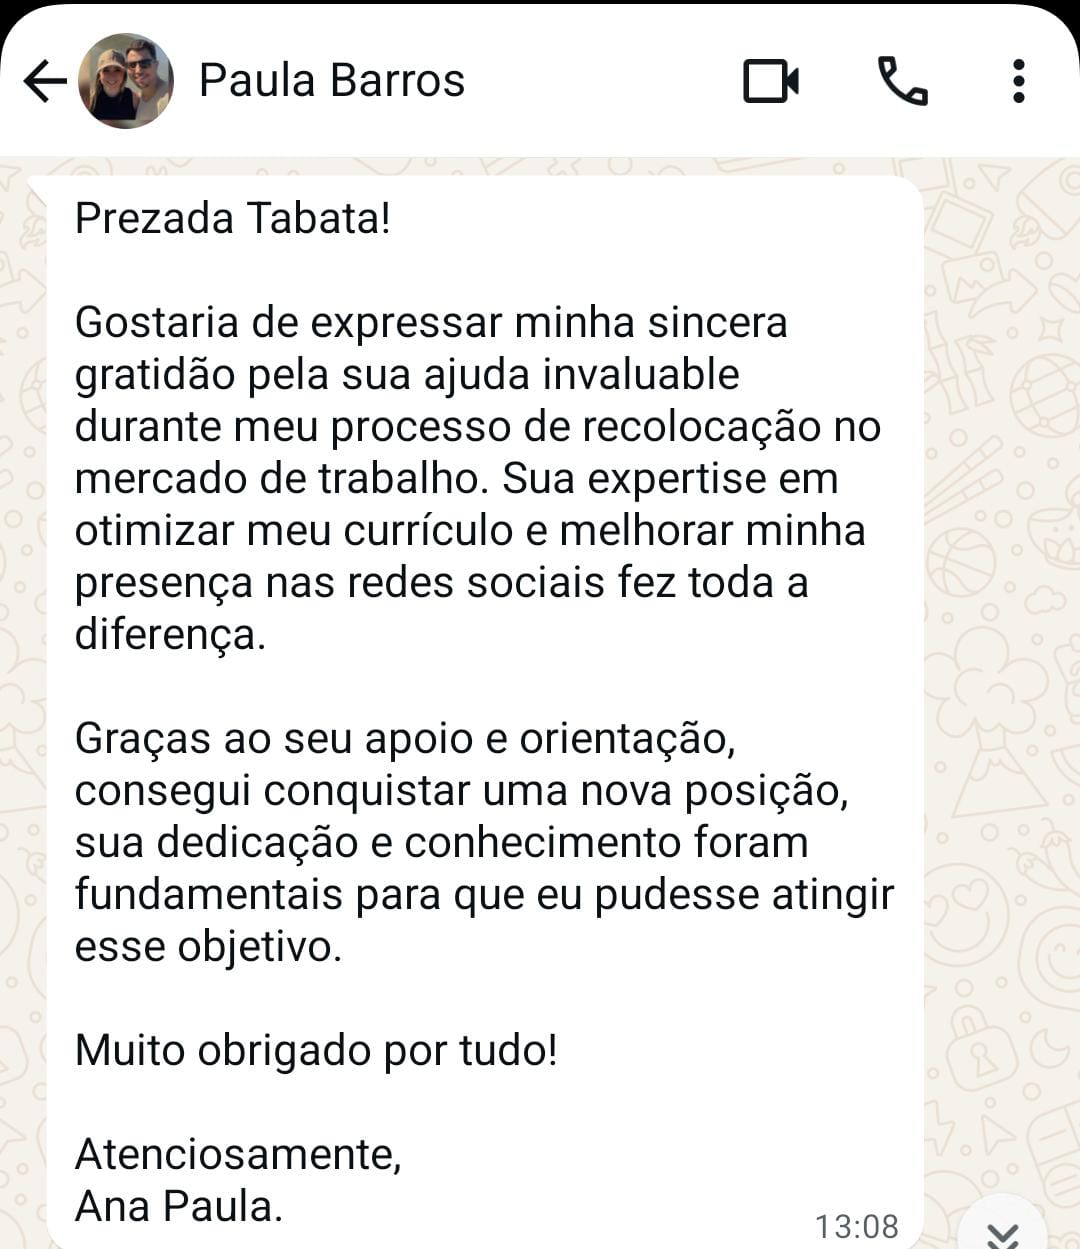 Paula Barros
Prezada Tabata!
Gostaria de expressar minha sincera
gratidão pela sua ajuda invaluable
durante meu processo de recolocação no
mercado de trabalho. Sua expertise em
otimizar meu currículo e melhorar minha
presença nas redes sociais fez toda a
diferença.
Graças ao seu apoio e orientação,
consegui conquistar uma nova posição,
sua dedicação e conhecimento foram
fundamentais para que eu pudesse atingir
esse objetivo.
Muito obrigado por tudo!
Atenciosamente,
Ana Paula.
13:08